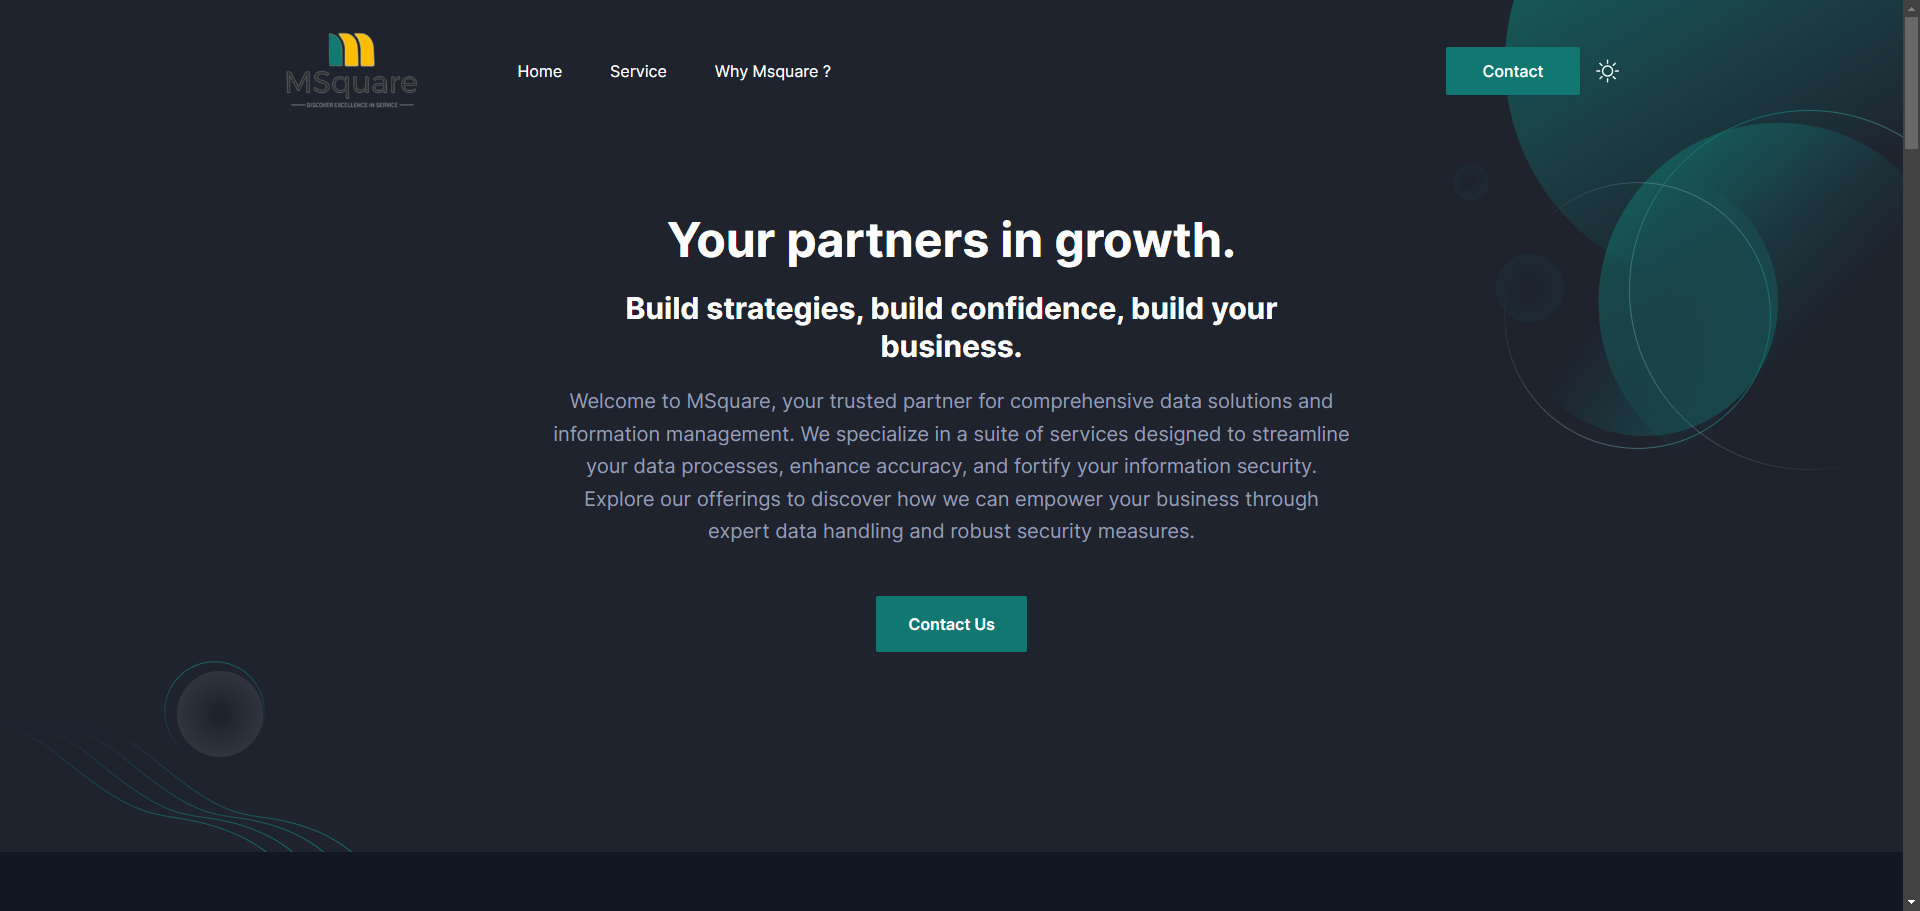 MSquare
DISCOVER EXCELLENCE IN SERVICE
Home
Service
Why Msquare ?
Contact
Your partners in growth.
Build strategies, build confidence, build your
business.
Welcome to MSquare, your trusted partner for comprehensive data solutions and
information management. We specialize in a suite of services designed to streamline
your data processes, enhance accuracy, and fortify your information security.
Explore our offerings to discover how we can empower your business through
expert data handling and robust security measures.
Contact Us